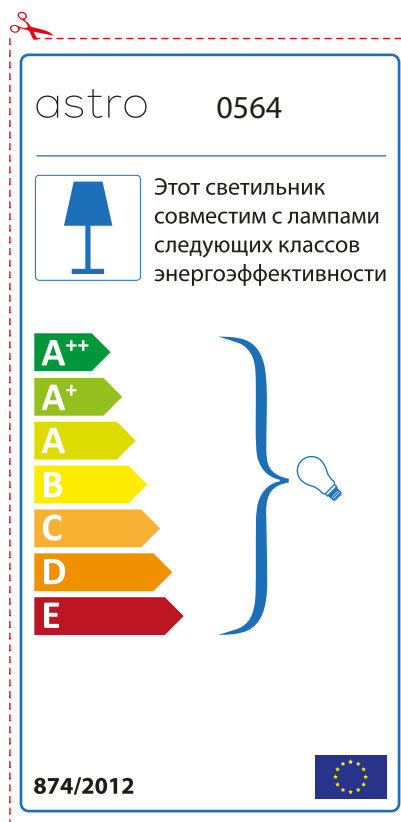 astro 0564
Этот светильник
совместим с лампами
следующих классов
энергоэффективности
A++
A+
A
B
C
D
E
874/2012